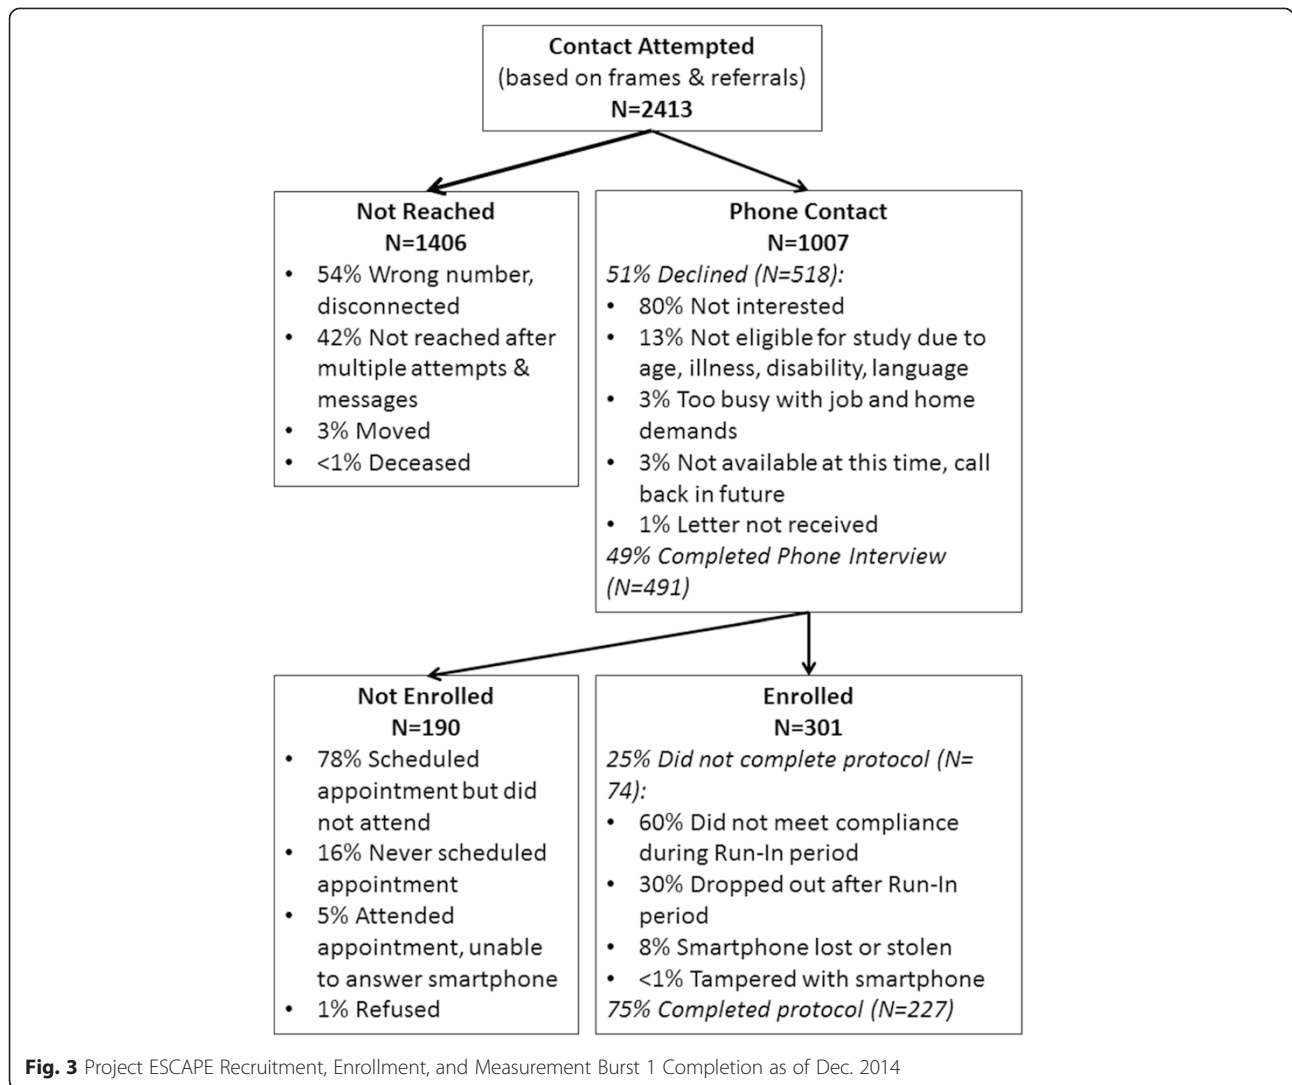 Contact Attempted
(based on frames & referrals)
N=2413
Not Reached
N=1406
• 54% Wrong number,
disconnected
• 42% Not reached after
multiple attempts &
messages
• 3% Moved
• <1% Deceased
Phone Contact
N=1007
51% Declined (N=518):
• 80% Not interested
• 13% Not eligible for study due to
age, illness, disability, language
• 3% Too busy with job and home
demands
• 3% Not available at this time, call
back in future
• 1% Letter not received
49% Completed Phone Interview
(N=491)
Not Enrolled
N=190
• 78% Scheduled
appointment but did
not attend
• 16% Never scheduled
appointment
• 5% Attended
appointment, unable
to answer smartphone
• 1% Refused
Enrolled
N=301
25% Did not complete protocol (N=
74):
• 60% Did not meet compliance
during Run-In period
• 30% Dropped out after Run-In
period
• 8% Smartphone lost or stolen
• <1% Tampered with smartphone
75% Completed protocol (N=227)
Fig. 3 Project ESCAPE Recruitment, Enrollment, and Measurement Burst 1 Completion as of Dec. 2014